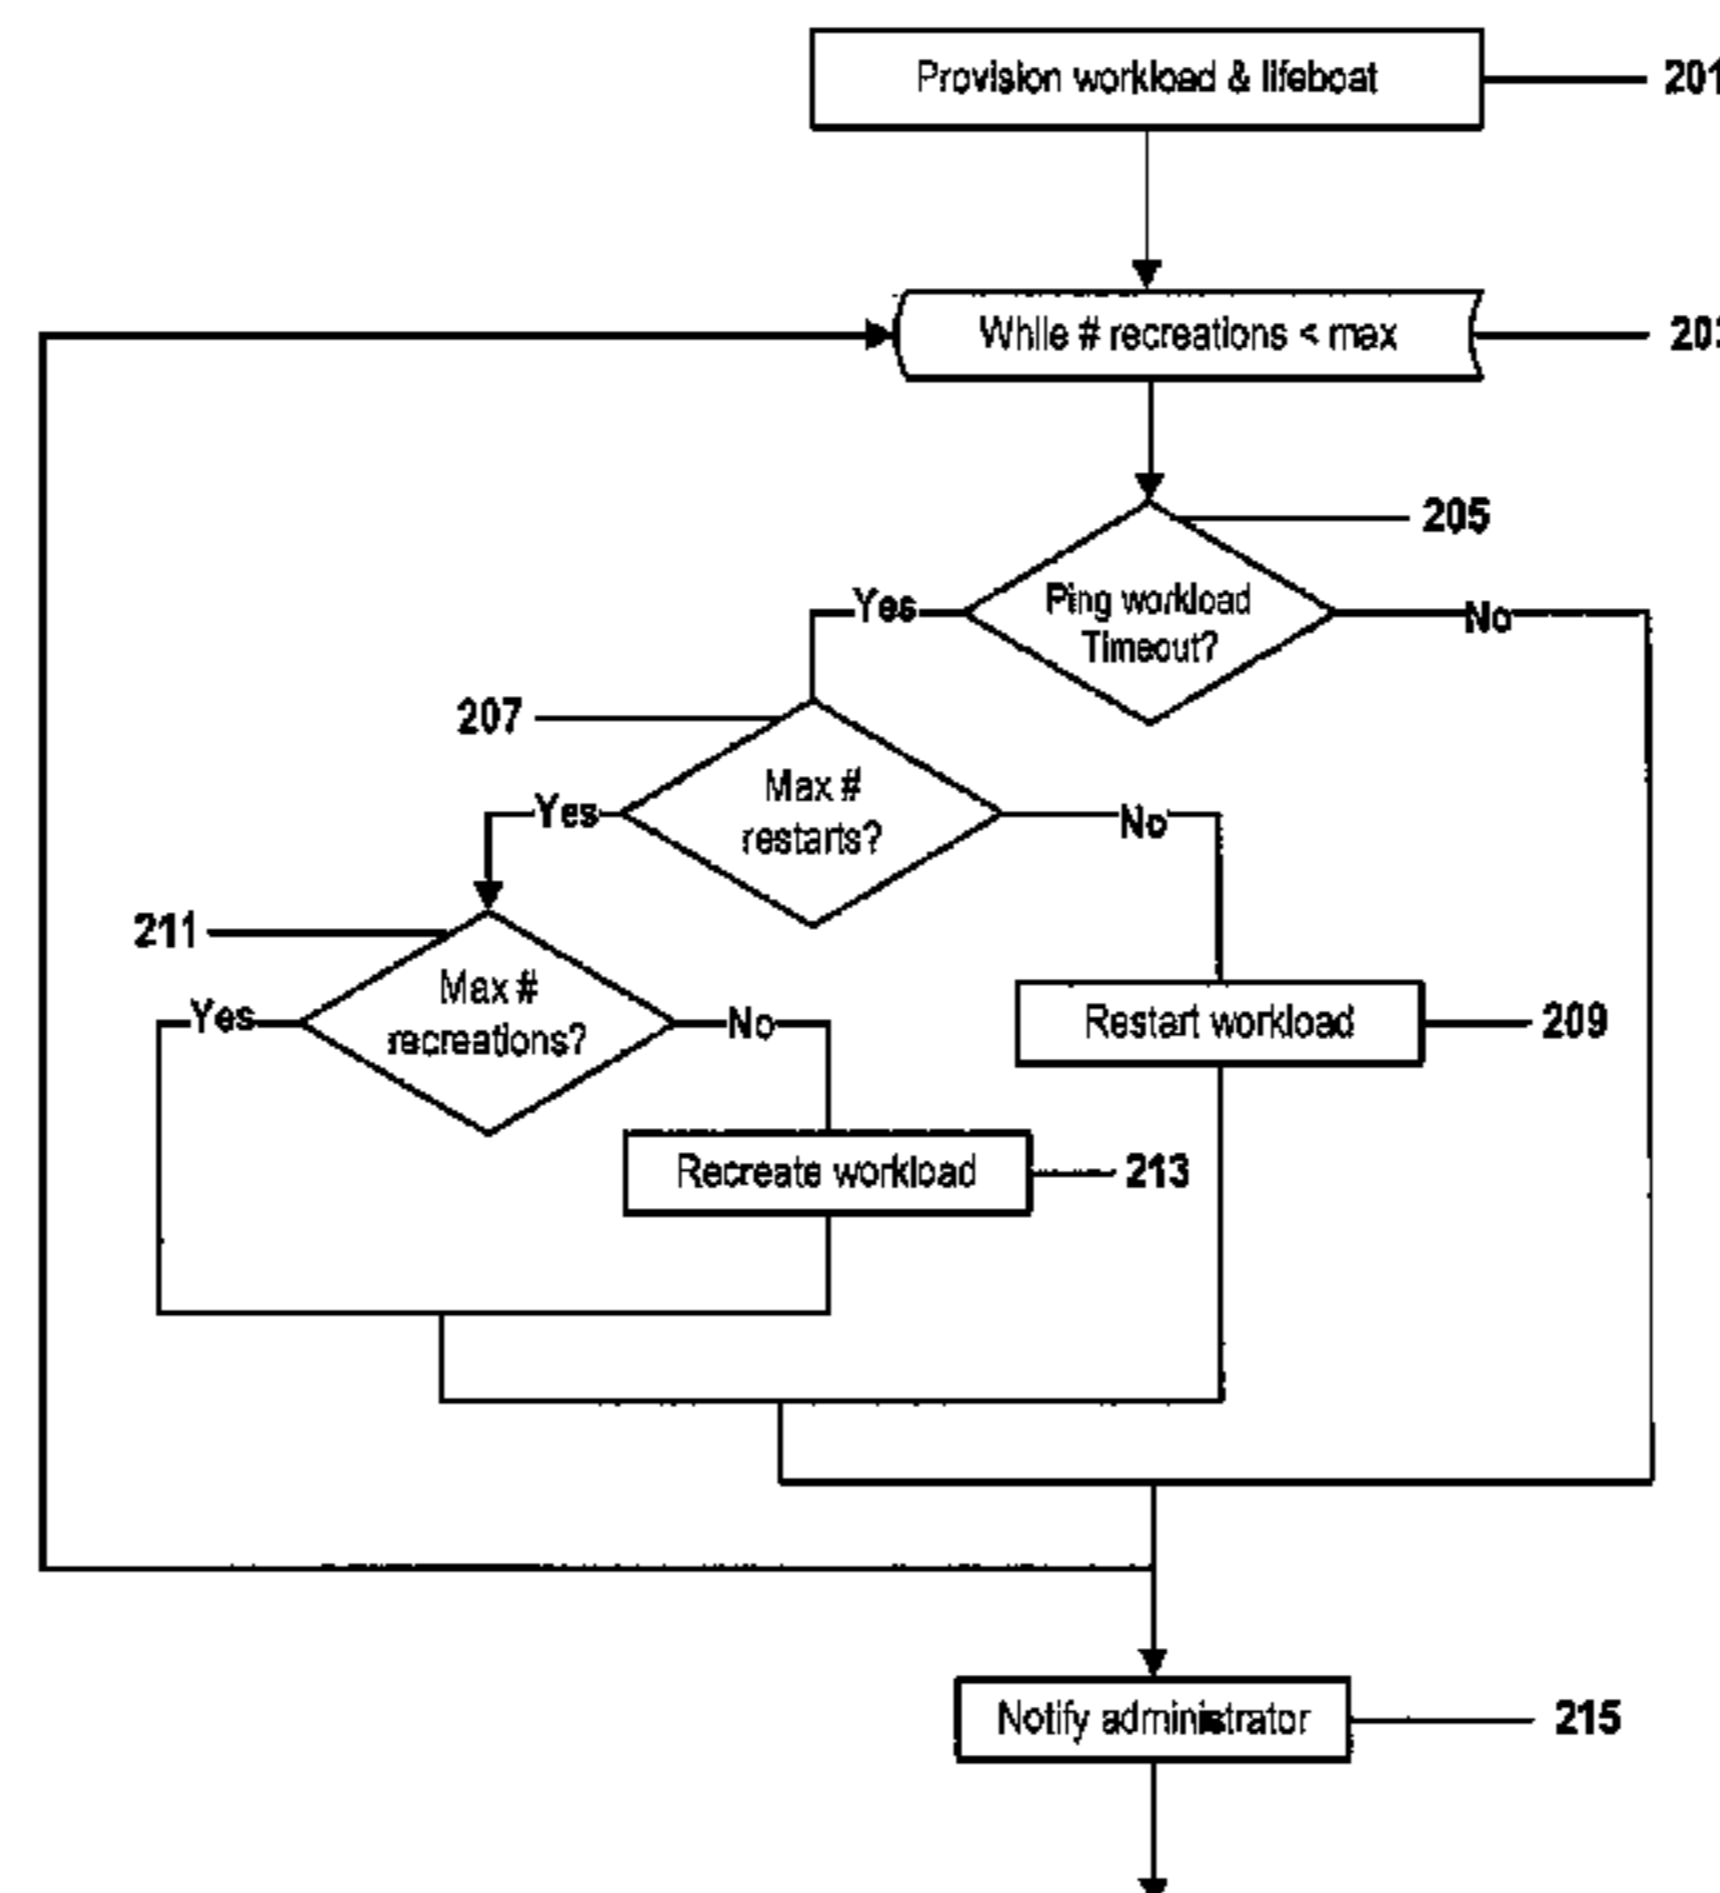 Provision workload & lifeboat
201
While # recreations < max
205
Ping workload
Timeout?
Yes
No
207
Max #
restarts?
Yes
No
211
Max #
recreations?
Yes
No
Restart workload
209
Recreate workload
213
Notify administrator
215